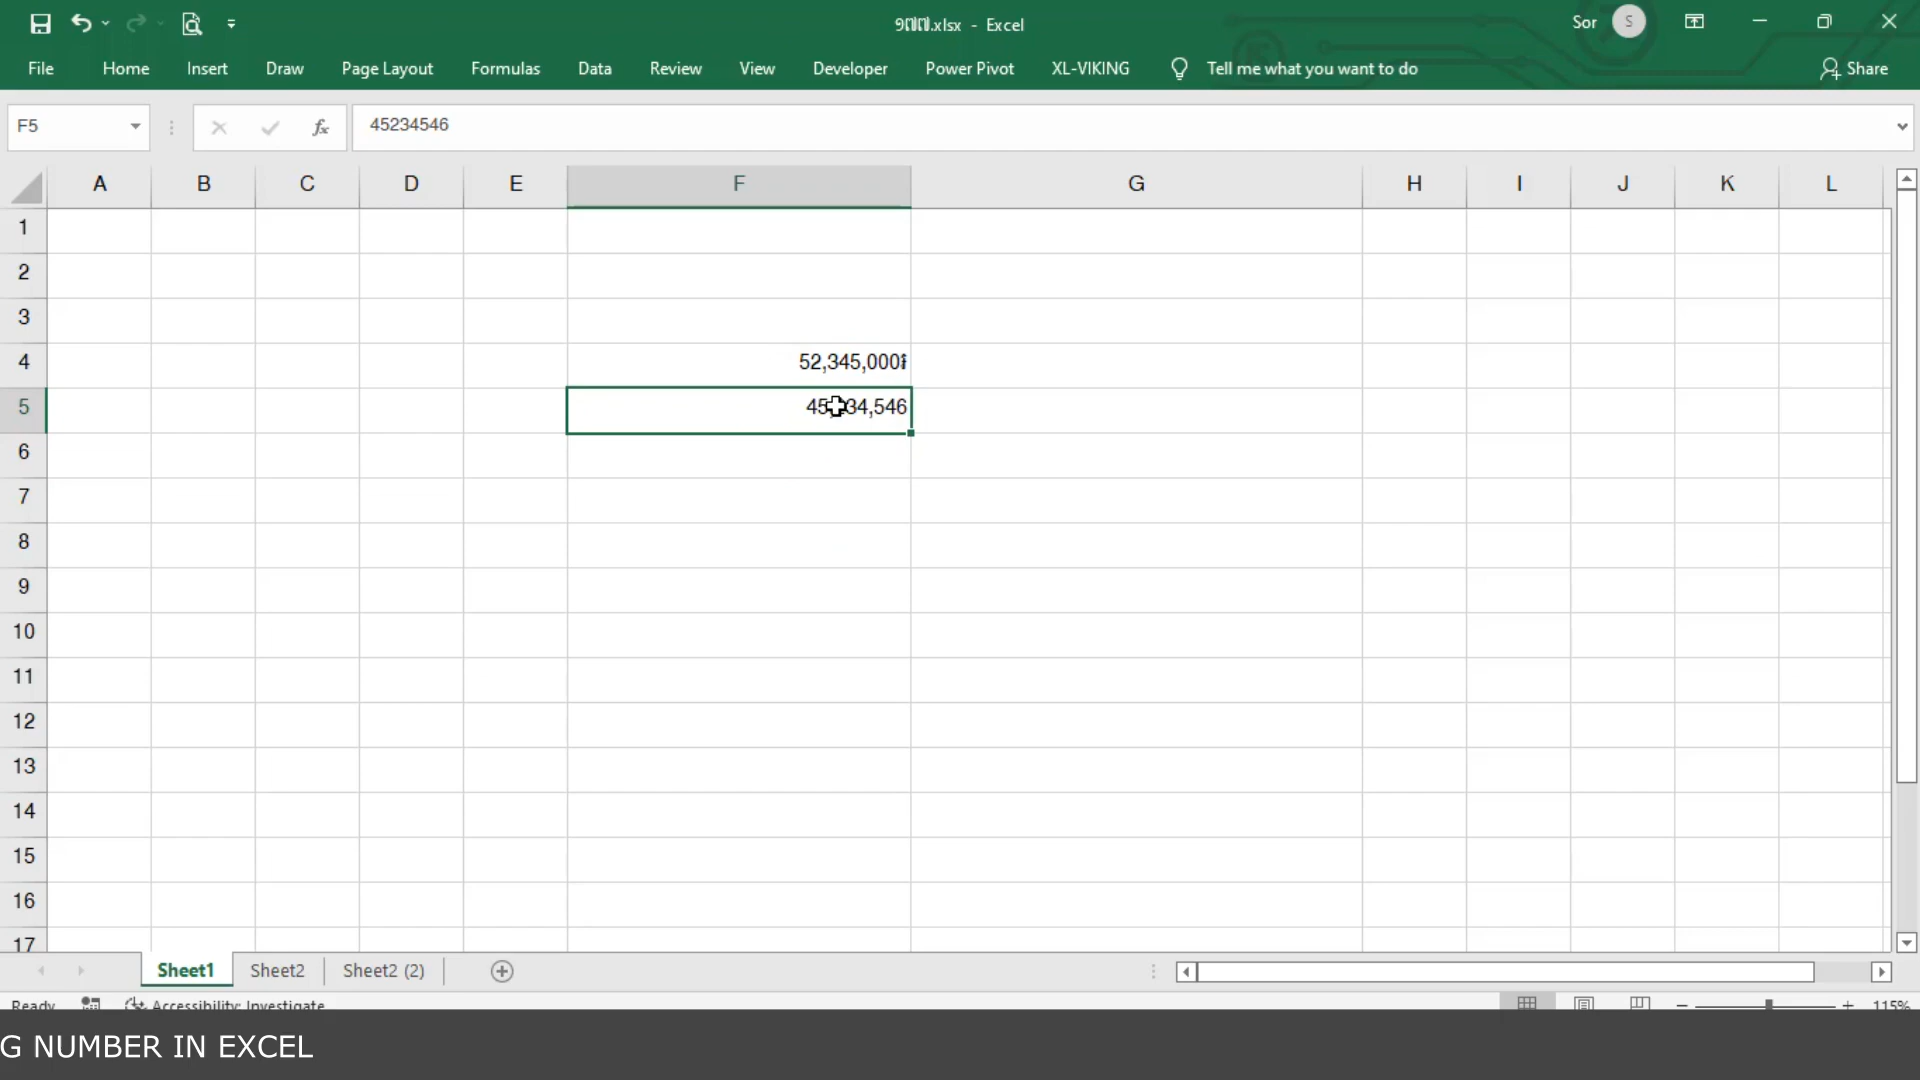 .xlsx - Excel
Sor S
File Home Insert Draw Page Layout Formulas Data Review View Developer Power Pivot XL-VIKING Tell me what you want to do Share
F5 fx 45234546
A B C D E F G H I J K L
1
2
3
4 52,345,000៛
5
6
7
8
9
10
11
12
13
14
15
16
17
Sheet1 Sheet2 Sheet2 (2)
Ready Accessibility: Investigate 115%
G NUMBER IN EXCEL